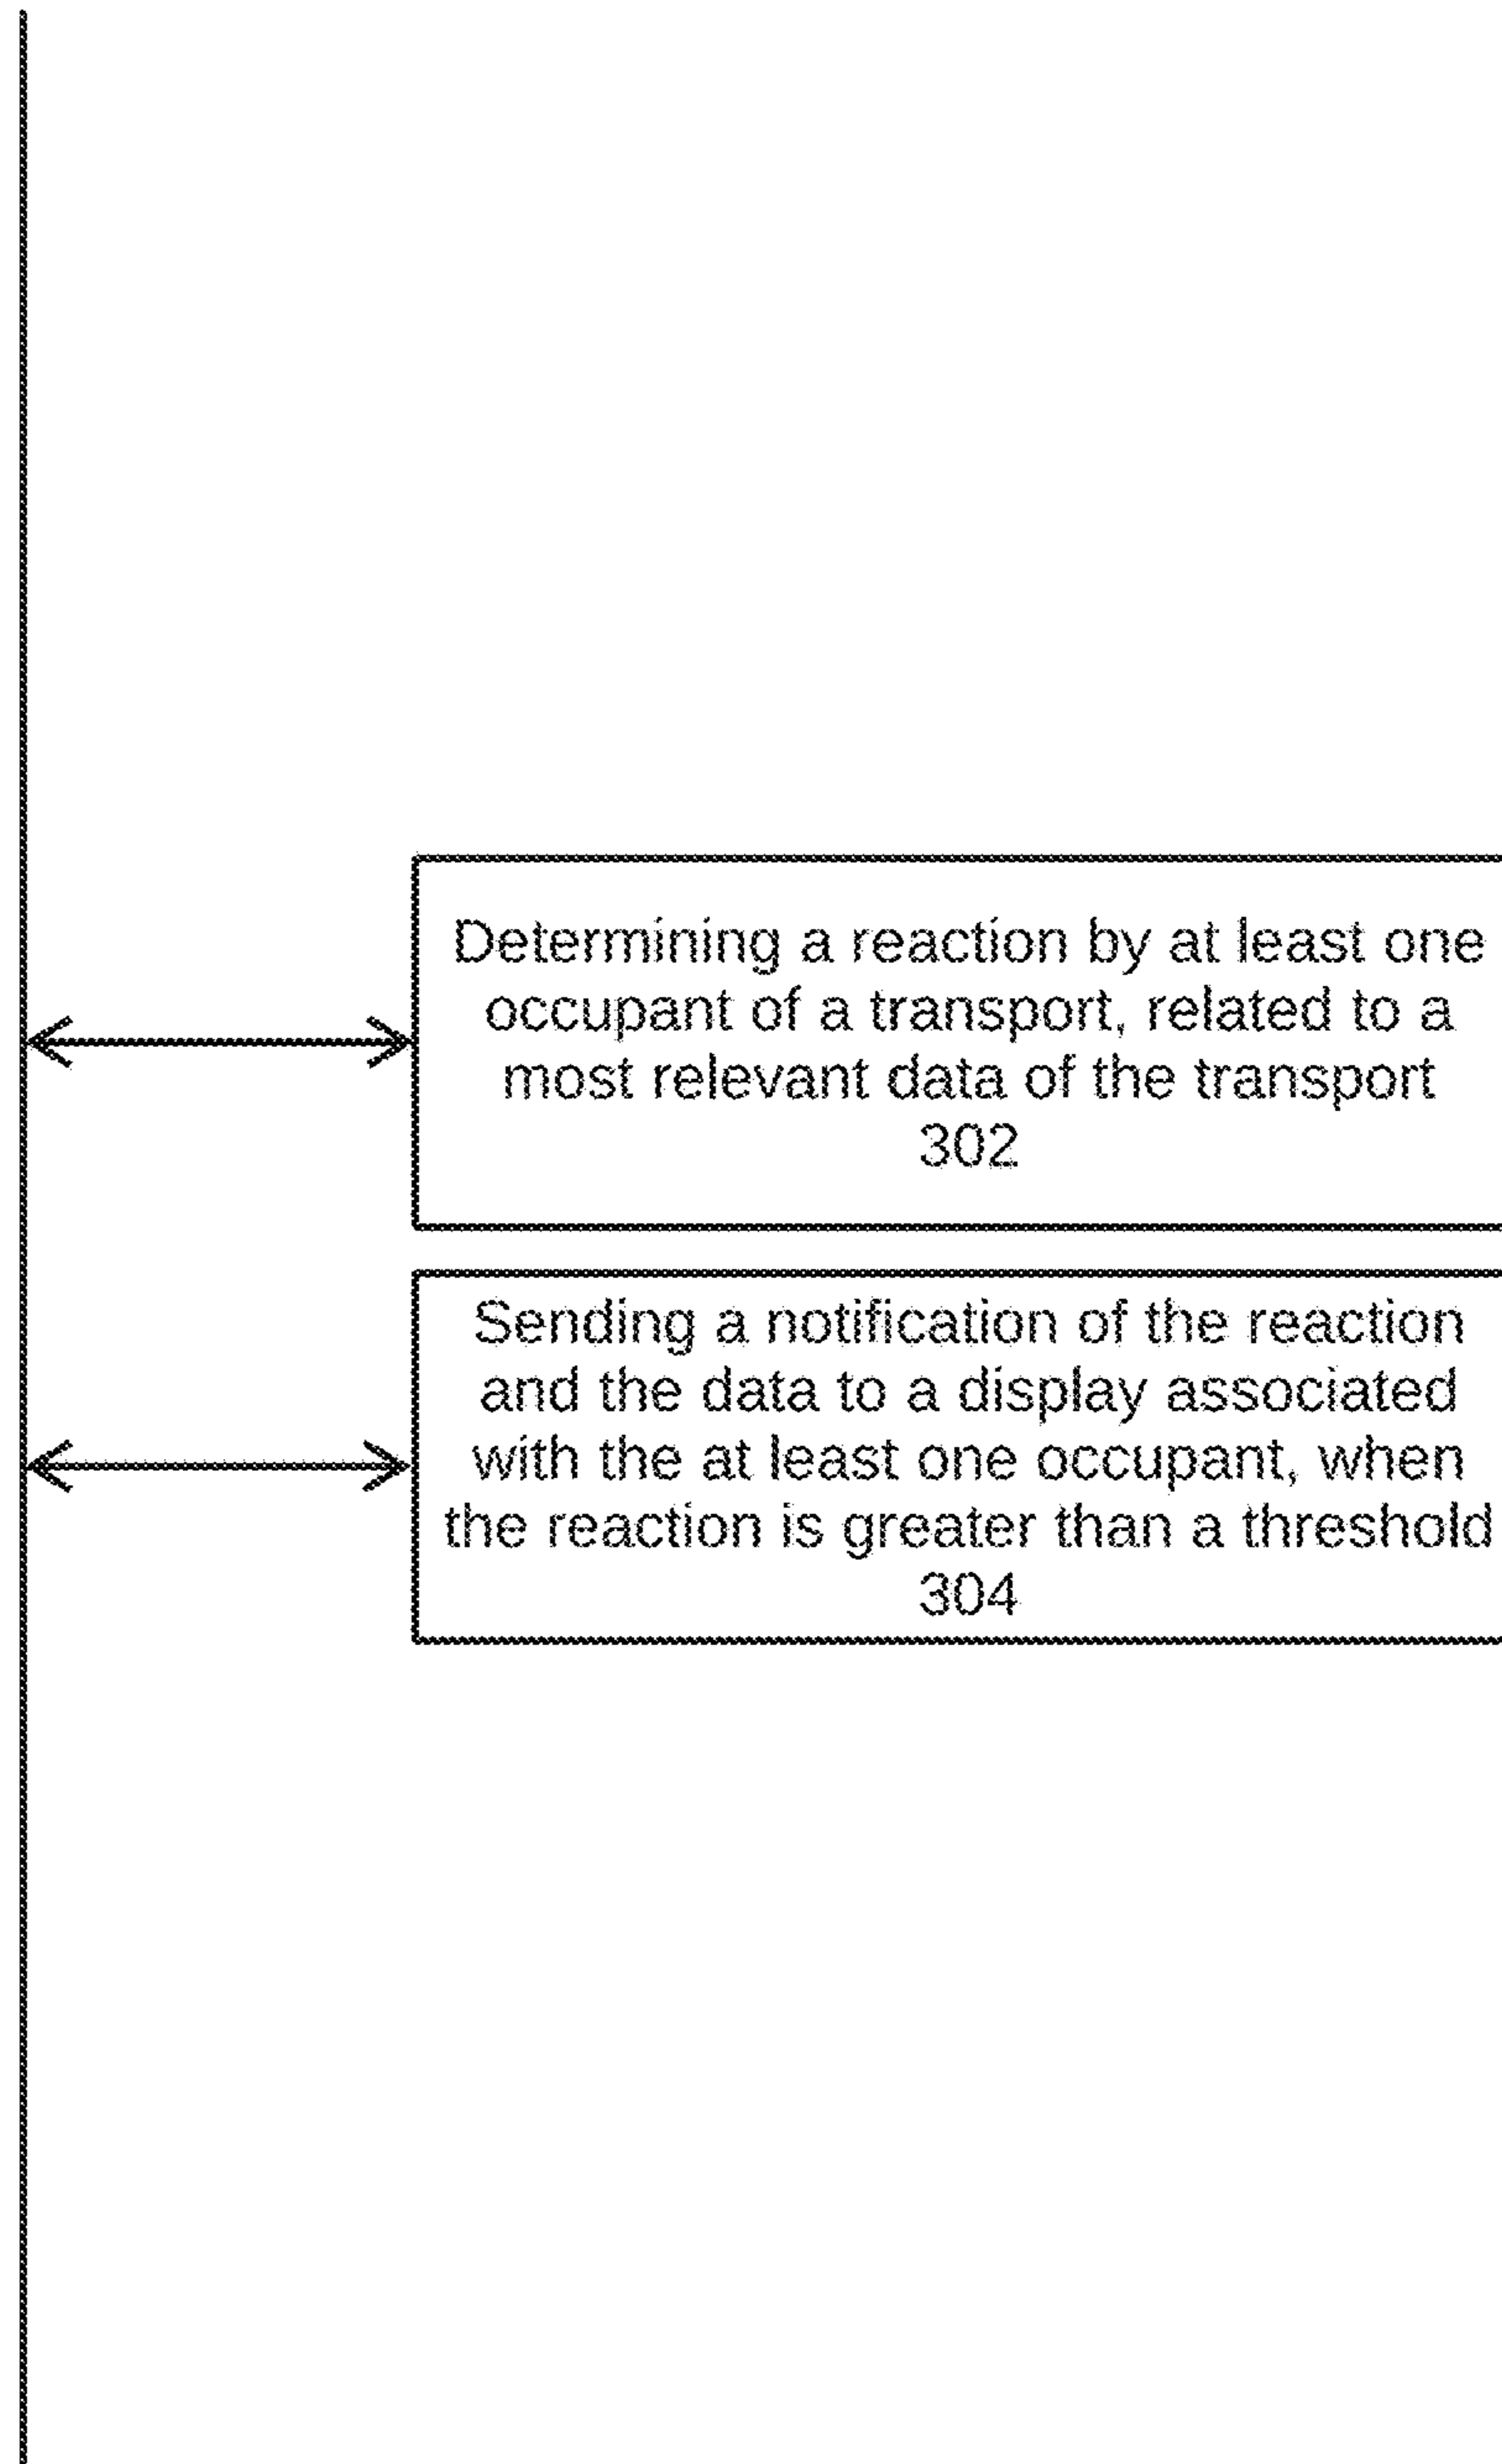 Determining a reaction by at least one
occupant of a transport, related to a
most relevant data of the transport
302
Sending a notification of the reaction
and the data to a display associated
with the at least one occupant, when
the reaction is greater than a threshold
304